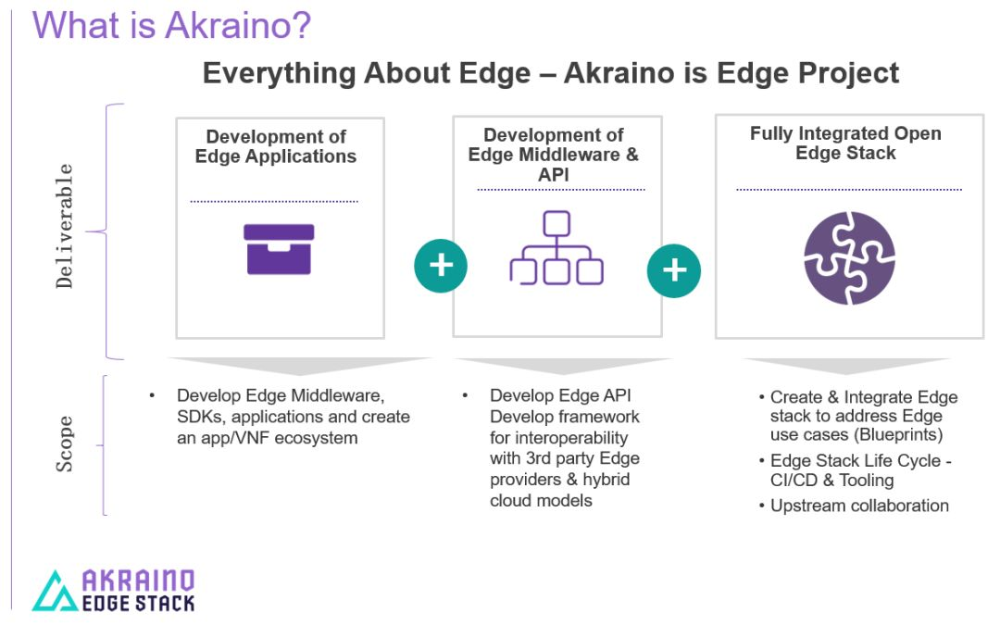 What is Akraino?
Everything About Edge – Akraino is Edge Project
Deliverable
Development of
Edge Applications
Development of
Edge Middleware &
API
Fully Integrated Open
Edge Stack
+
+
Scope
• Develop Edge Middleware,
SDKs, applications and create
an app/VNF ecosystem
• Develop Edge API
Develop framework
for interoperability
with 3rd party Edge
providers & hybrid
cloud models
• Create & Integrate Edge
stack to address Edge
use cases (Blueprints)
• Edge Stack Life Cycle -
CI/CD & Tooling
• Upstream collaboration
AKRAINO
EDGE STACK